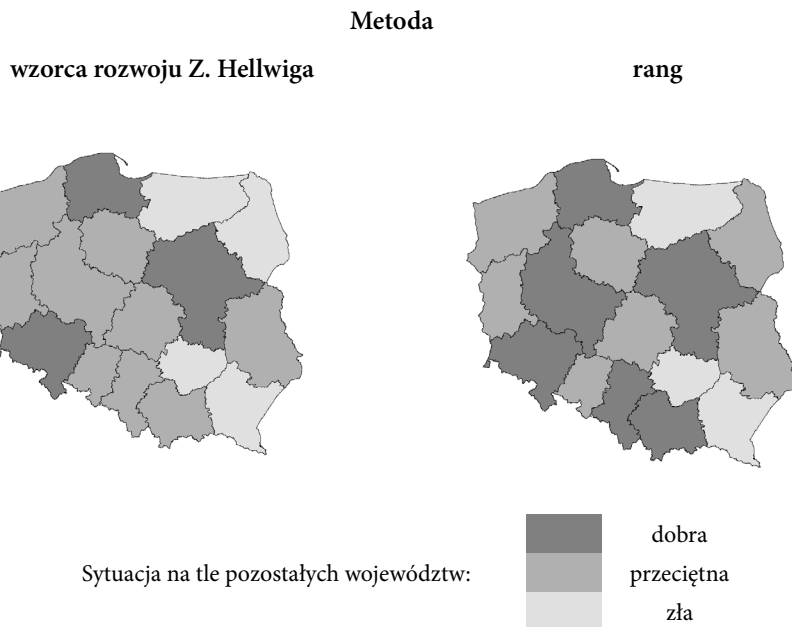 Metoda
wzorca rozwoju Z. Hellwiga
rang
Sytuacja na tle pozostałych województw:
dobra
przeciętna
zła